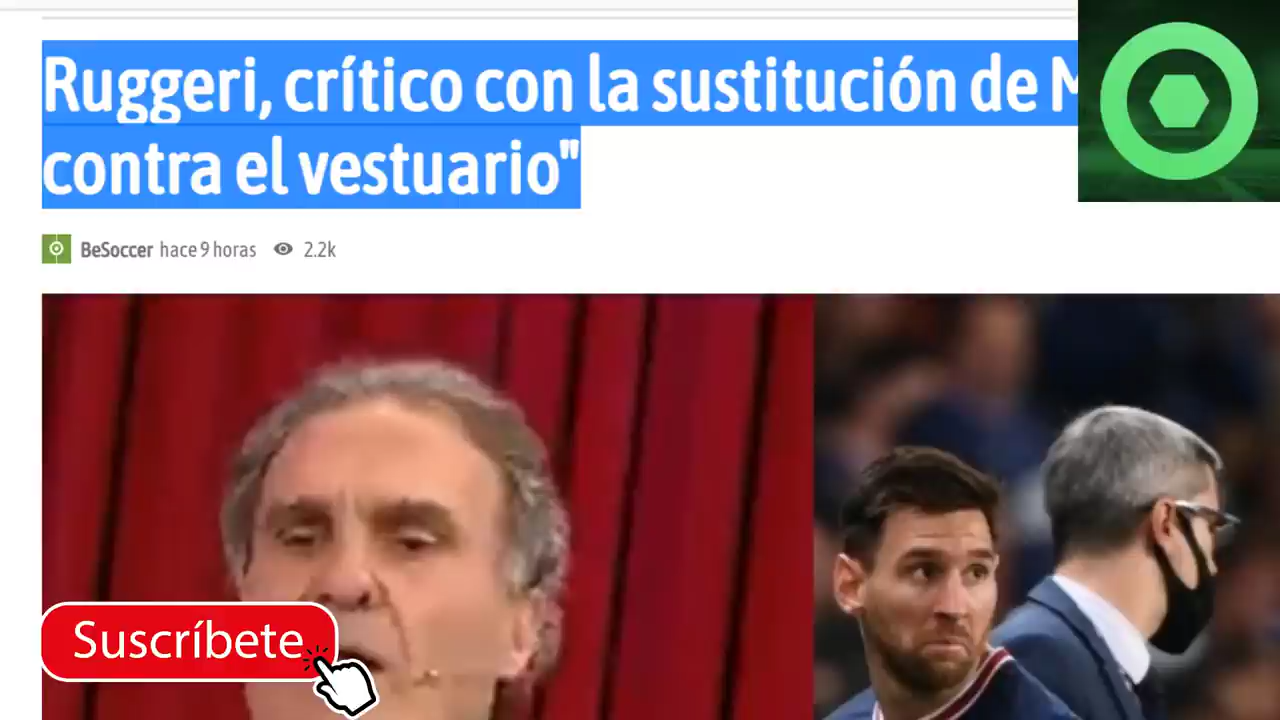 Ruggeri, crítico con la sustitución de M
contra el vestuario"
BeSoccer hace 9 horas 2.2k
Suscríbete